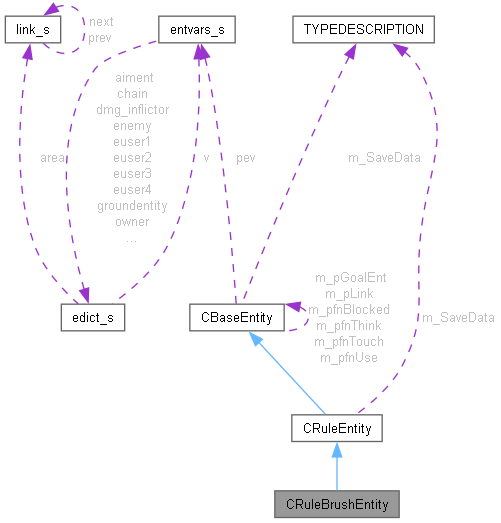 link_s
next
prev
entvars_s
TYPEDESCRIPTION
aiment
chain
dmg_inflictor
enemy
euser1
euser2
euser3
euser4
groundentity
owner
...
area
v
pev
m_SaveData
edict_s
CBaseEntity
m_pGoalEnt
m_pLink
m_pfnBlocked
m_pfnThink
m_pfnTouch
m_pfnUse
m_SaveData
CRuleEntity
CRuleBrushEntity